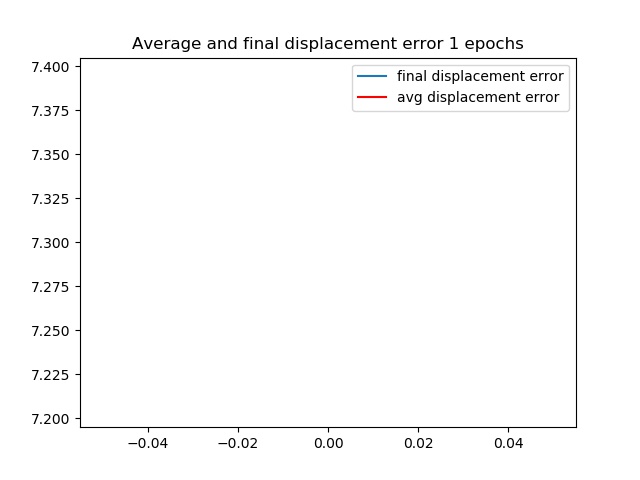 Average and final displacement error 1 epochs
final displacement error
avg displacement error
7.400
7.375
7.350
7.325
7.300
7.275
7.250
7.225
7.200
−0.04 −0.02 0.00 0.02 0.04